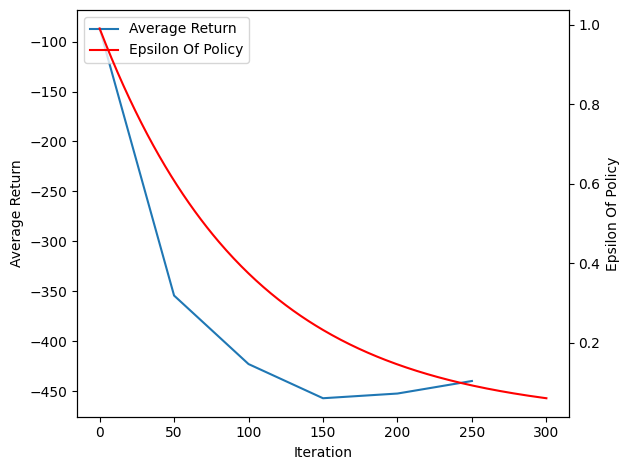 Average Return
Epsilon Of Policy
−100
−150
−200
−250
−300
−350
−400
−450
Average Return
1.0
0.8
0.6
0.4
0.2
Epsilon Of Policy
0 50 100 150 200 250 300
Iteration